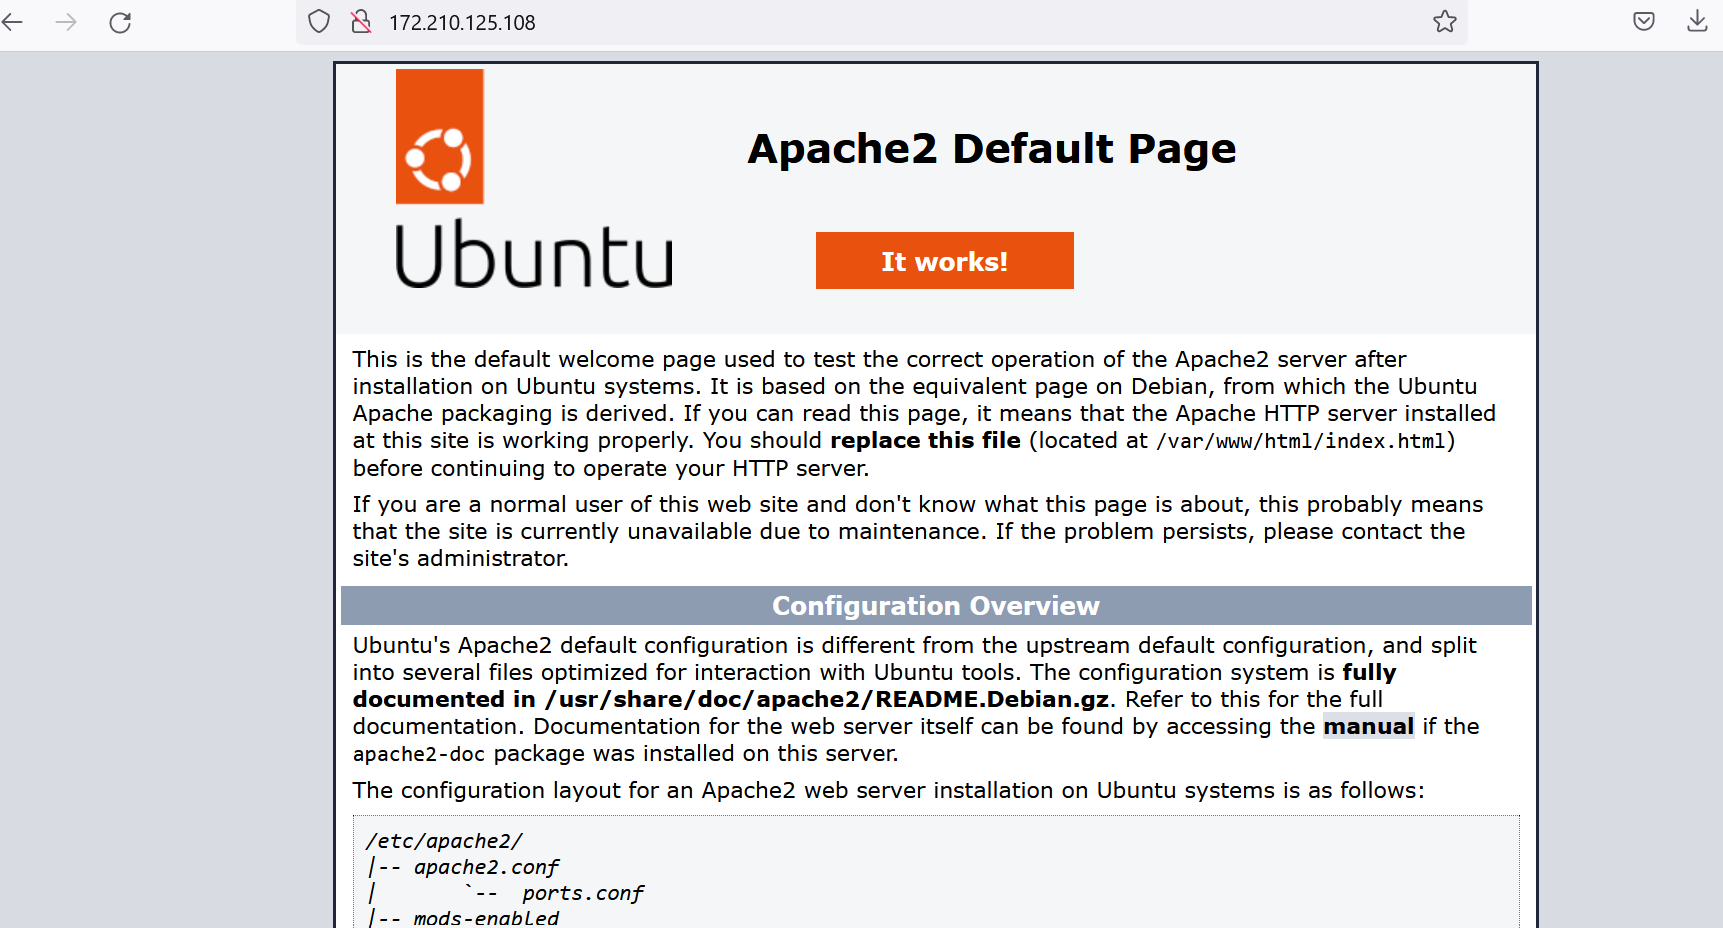 172.210.125.108
Apache2 Default Page
Ubuntu
It works!
This is the default welcome page used to test the correct operation of the Apache2 server after
installation on Ubuntu systems. It is based on the equivalent page on Debian, from which the Ubuntu
Apache packaging is derived. If you can read this page, it means that the Apache HTTP server installed
at this site is working properly. You should replace this file (located at /var/www/html/index.html)
before continuing to operate your HTTP server.
If you are a normal user of this web site and don't know what this page is about, this probably means
that the site is currently unavailable due to maintenance. If the problem persists, please contact the
site's administrator.
Configuration Overview
Ubuntu's Apache2 default configuration is different from the upstream default configuration, and split
into several files optimized for interaction with Ubuntu tools. The configuration system is fully
documented in /usr/share/doc/apache2/README.Debian.gz. Refer to this for the full
documentation. Documentation for the web server itself can be found by accessing the manual if the
apache2-doc package was installed on this server.
The configuration layout for an Apache2 web server installation on Ubuntu systems is as follows:
/etc/apache2/
|-- apache2.conf
|       `--  ports.conf
|-- mods-enabled